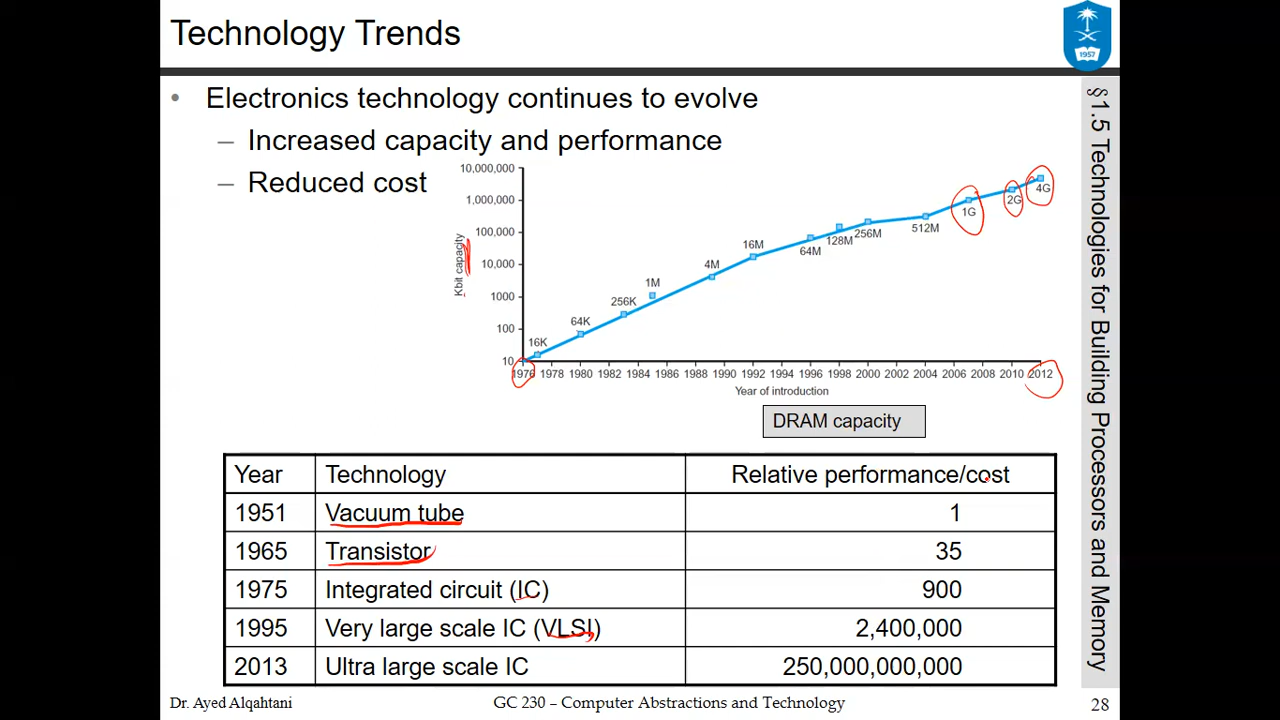 Technology Trends
1957
• Electronics technology continues to evolve
– Increased capacity and performance
– Reduced cost
§1.5 Technologies for Building Processors and Memory
Kbit capacity
10,000,000
1,000,000
100,000
10,000
1000
100
10
16K
64K
256K
1M
4M
16M
64M
128M
256M
512M
1G
2G
4G
1976 1978 1980 1982 1984 1986 1988 1990 1992 1994 1996 1998 2000 2002 2004 2006 2008 2010 2012
Year of introduction
DRAM capacity
Year Technology Relative performance/cost
1951 Vacuum tube 1
1965 Transistor 35
1975 Integrated circuit (IC) 900
1995 Very large scale IC (VLSI) 2,400,000
2013 Ultra large scale IC 250,000,000,000
Dr. Ayed Alqahtani GC 230 – Computer Abstractions and Technology 28